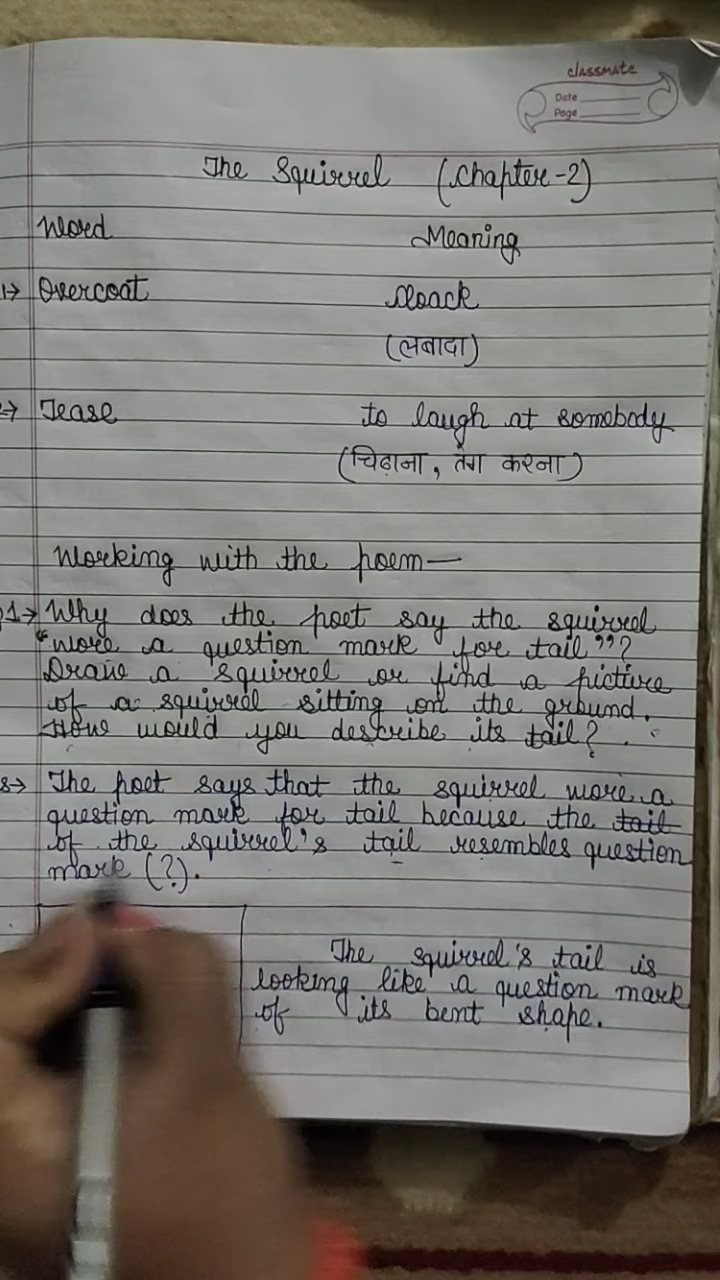 classmate
Date
Page
The Squirrel (Chapter-2)
Word Meaning
1→ Overcoat Cloack
(लबादा)
2→ Tease to laugh at somebody
(चिढ़ाना, तंग करना)
Working with the poem—
Q1→ Why does the poet say the squirrel
"wore a question mark for tail"?
Draw a squirrel or find a picture
of a squirrel sitting on the ground.
How would you describe its tail?
s→ The poet says that the squirrel wore a
question mark for tail because the tail
of the squirrel's tail resembles question
mark (?).
The squirrel's tail is
looking like a question mark
of its bent shape.